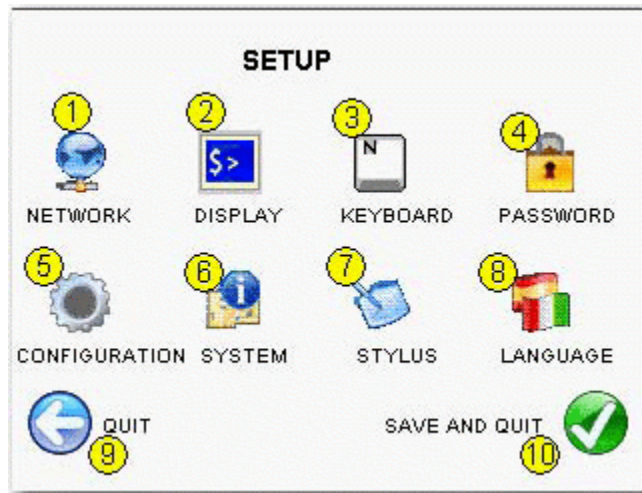 SETUP
1 2 3 4
$> N
NETWORK DISPLAY KEYBOARD PASSWORD
5 6 7 8
i
CONFIGURATION SYSTEM STYLUS LANGUAGE
QUIT SAVE AND QUIT
9 10